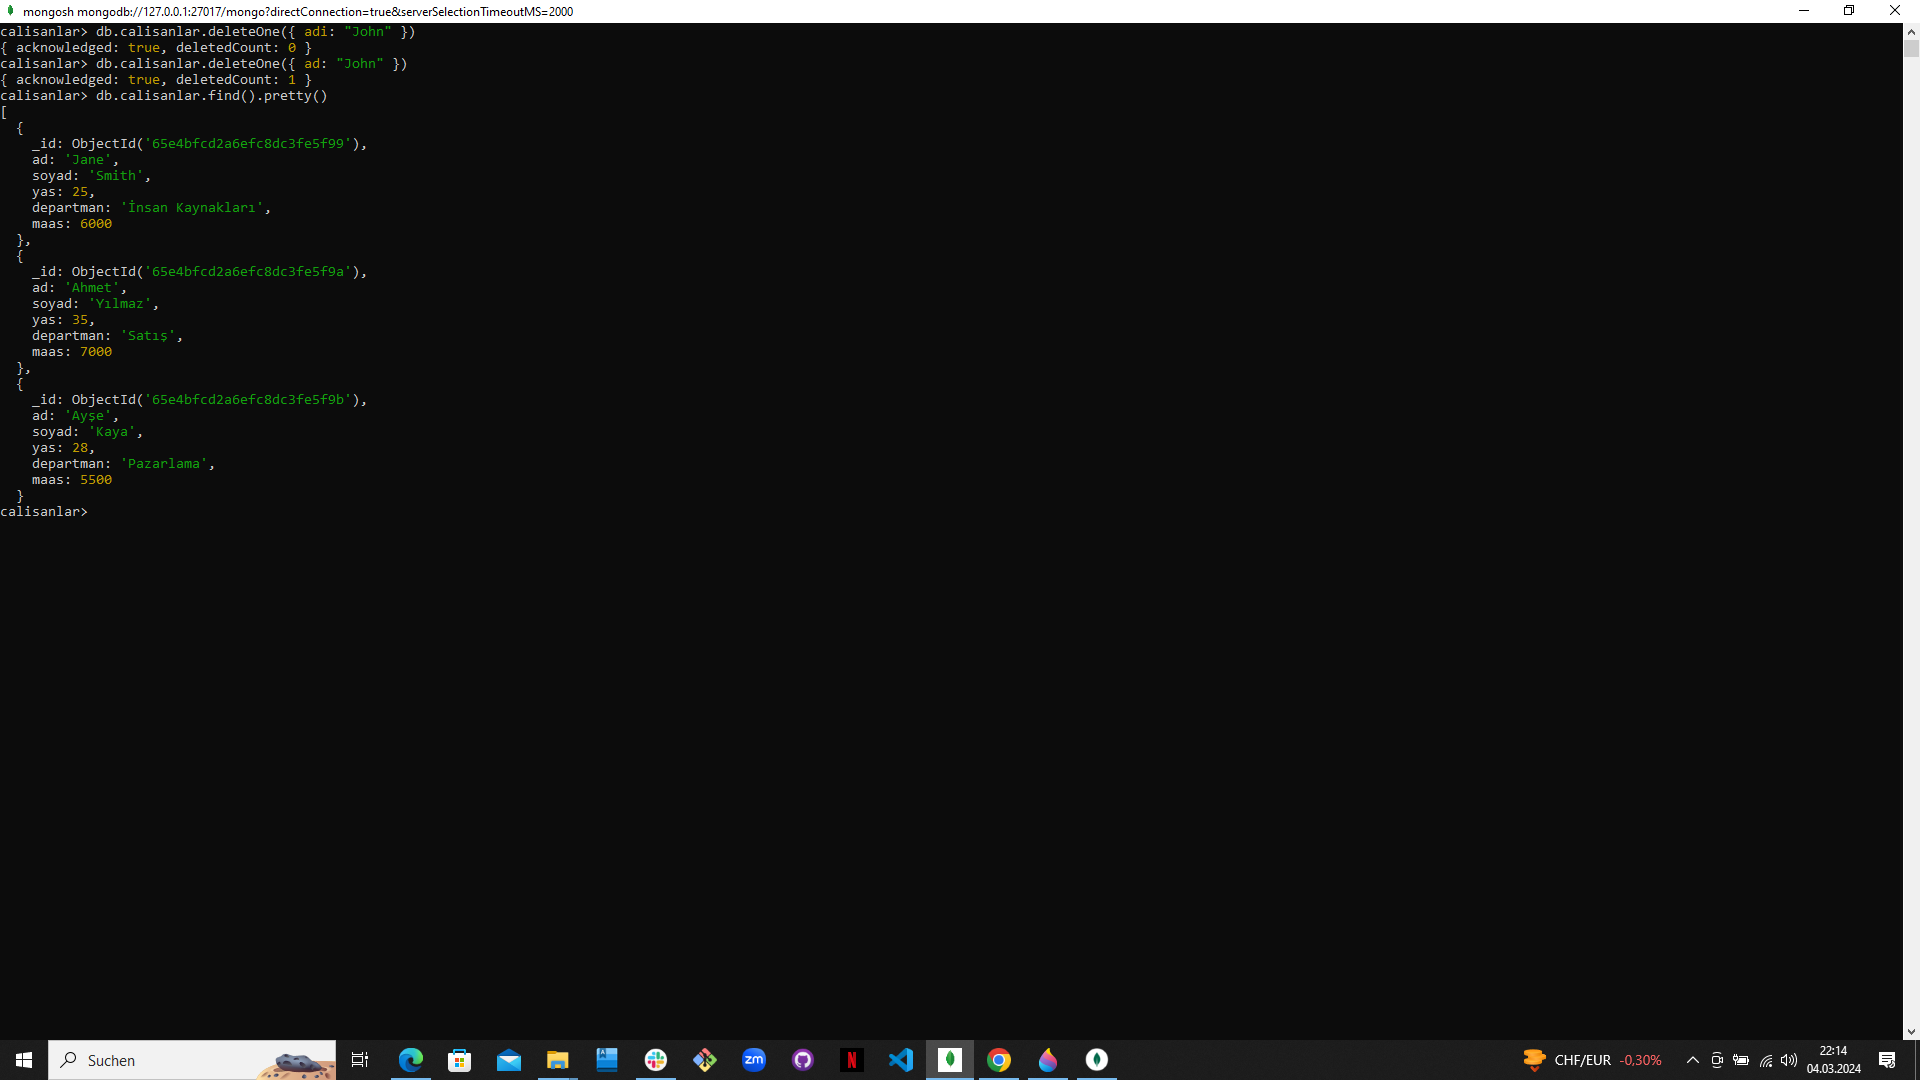 mongosh mongodb://127.0.0.1:27017/mongo?directConnection=true&serverSelectionTimeoutMS=2000
calisanlar> db.calisanlar.deleteOne({ adi: "John" })
{ acknowledged: true, deletedCount: 0 }
calisanlar> db.calisanlar.deleteOne({ ad: "John" })
{ acknowledged: true, deletedCount: 1 }
calisanlar> db.calisanlar.find().pretty()
[
  {
    _id: ObjectId('65e4bfcd2a6efc8dc3fe5f99'),
    ad: 'Jane',
    soyad: 'Smith',
    yas: 25,
    departman: 'İnsan Kaynakları',
    maas: 6000
  },
  {
    _id: ObjectId('65e4bfcd2a6efc8dc3fe5f9a'),
    ad: 'Ahmet',
    soyad: 'Yılmaz',
    yas: 35,
    departman: 'Satış',
    maas: 7000
  },
  {
    _id: ObjectId('65e4bfcd2a6efc8dc3fe5f9b'),
    ad: 'Ayşe',
    soyad: 'Kaya',
    yas: 28,
    departman: 'Pazarlama',
    maas: 5500
  }
calisanlar>
Suchen
zm
N
CHF/EUR -0,30%
22:14
04.03.2024